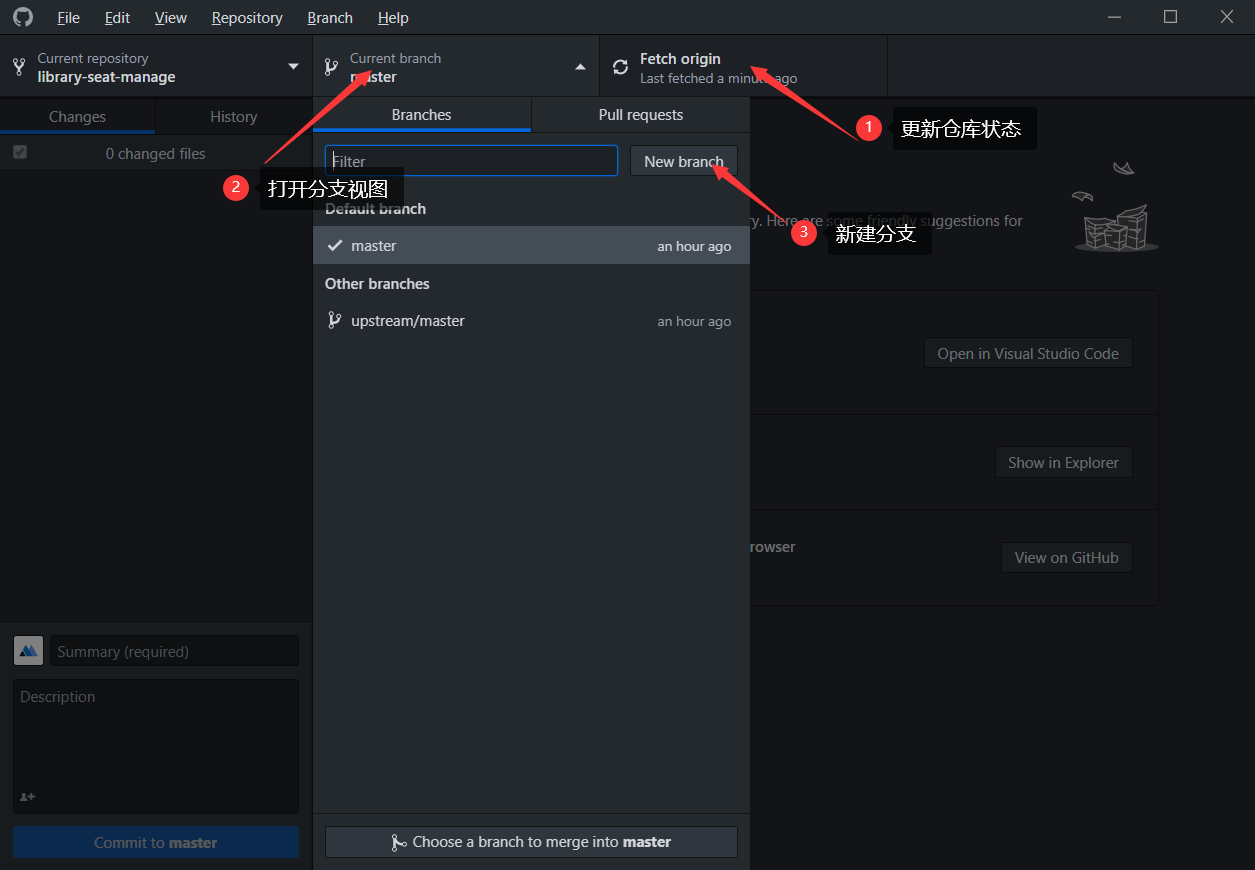 File Edit View Repository Branch Help
Current repository
library-seat-manage
Current branch
master
Fetch origin
Last fetched a minute ago
Changes
History
Branches
Pull requests
1 更新仓库状态
0 changed files
Filter
New branch
2 打开分支视图
Default branch
y. Here are some friendly suggestions for
3 新建分支
master
an hour ago
Other branches
upstream/master
an hour ago
Open in Visual Studio Code
Show in Explorer
rowser
View on GitHub
Summary (required)
Description
Commit to master
Choose a branch to merge into master